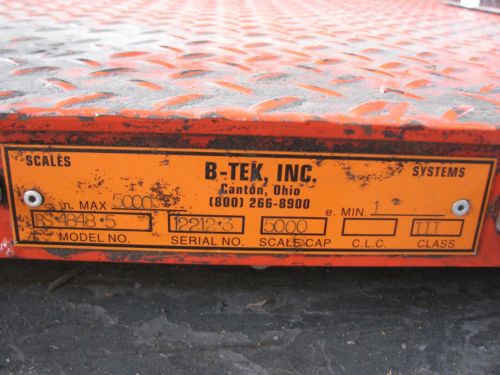 SCALES B-TEK, INC. SYSTEMS
Canton, Ohio
(800) 266-8900
n. MAX 5000 e. MIN. 1
4848•5 12212•3 5000 III
MODEL NO. SERIAL NO. SCALE CAP C.L.C. CLASS